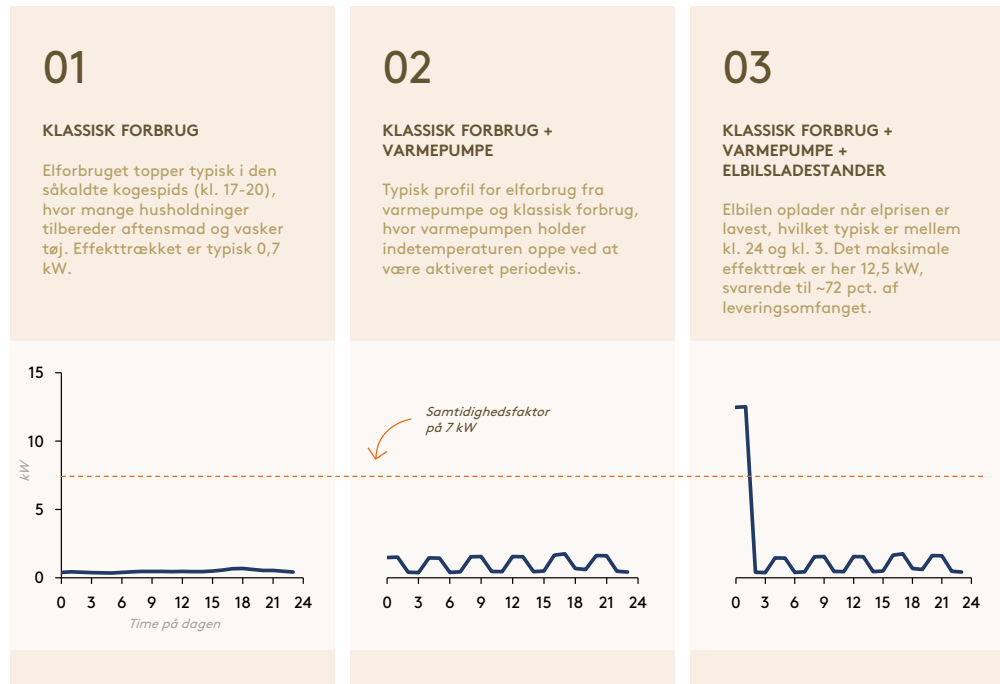 01
KLASSISK FORBRUG
Elforbruget topper typisk i den
såkaldte kogespids (kl. 17-20),
hvor mange husholdninger
tilbereder aftensmad og vasker
tøj. Effekttrækket er typisk 0,7
kW.
02
KLASSISK FORBRUG +
VARMEPUMPE
Typisk profil for elforbrug fra
varmepumpe og klassisk forbrug,
hvor varmepumpen holder
indetemperaturen oppe ved at
være aktiveret periodevis.
03
KLASSISK FORBRUG +
VARMEPUMPE +
ELBILSLADESTANDER
Elbilen oplader når elprisen er
lavest, hvilket typisk er mellem
kl. 24 og kl. 3. Det maksimale
effekttræk er her 12,5 kW,
svarende til ~72 pct. af
leveringsomfanget.
15
10
5
0
kW
0 3 6 9 12 15 18 21 24
Time på dagen
Samtidighedsfaktor
på 7 kW
0 3 6 9 12 15 18 21 24
0 3 6 9 12 15 18 21 24